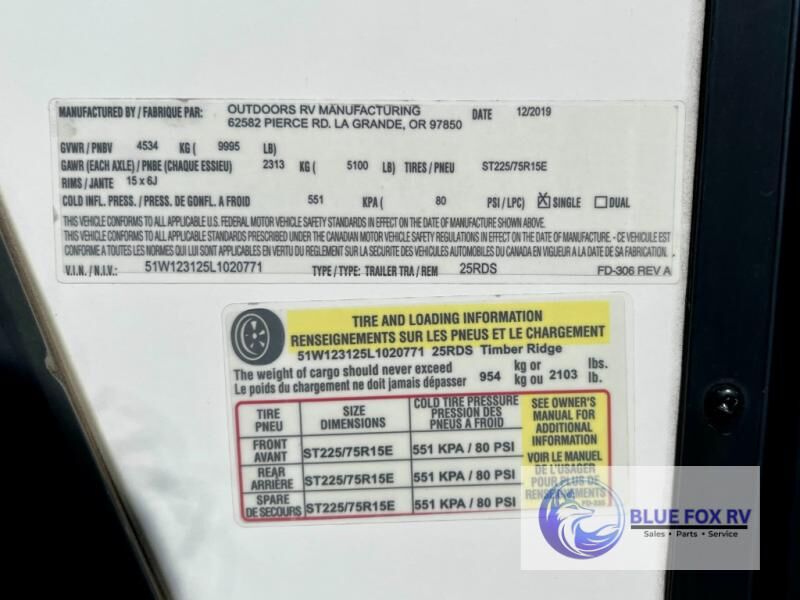 MANUFACTURED BY / FABRIQUE PAR: OUTDOORS RV MANUFACTURING DATE 12/2019
62582 PIERCE RD. LA GRANDE, OR 97850
GVWR / PNBV 4534 KG ( 9995 LB)
GAWR (EACH AXLE) / PNBE (CHAQUE ESSIEU) 2313 KG ( 5100 LB) TIRES / PNEU ST225/75R15E
RIMS / JANTE 15 x 6J
COLD INFL. PRESS. / PRESS. DE GONFL. A FROID 551 KPA ( 80 PSI / LPC) X SINGLE DUAL
THIS VEHICLE CONFORMS TO ALL APPLICABLE U.S. FEDERAL MOTOR VEHICLE SAFETY STANDARDS IN EFFECT ON THE DATE OF MANUFACTURE SHOWN ABOVE.
THIS VEHICLE CONFORMS TO ALL APPLICABLE STANDARDS PRESCRIBED UNDER THE CANADIAN MOTOR VEHICLE SAFETY REGULATIONS IN EFFECT ON THE DATE OF MANUFACTURE. - CE VEHICULE EST
CONFORME A TOUTES LES NORMES QUI LUI SONT APPLICABLES EN VERTU DU REGLEMENT SUR LA SECURITE DES VEHICULES AUTOMOBILES DU CANADA EN VIGUEUR A LA DATE DE SA FABRICATION.
V.I.N. / N.I.V.: 51W123125L1020771 TYPE / TYPE: TRAILER TRA / REM 25RDS FD-306 REV A
TIRE AND LOADING INFORMATION
RENSEIGNEMENTS SUR LES PNEUS ET LE CHARGEMENT
51W123125L1020771 25RDS Timber Ridge
The weight of cargo should never exceed 954 kg or 2103 lbs.
Le poids du chargement ne doit jamais dépasser kg ou lb.
TIRE PNEU
SIZE DIMENSIONS
COLD TIRE PRESSURE
PRESSION DES
PNEUS A FROID
FRONT AVANT ST225/75R15E 551 KPA / 80 PSI
REAR ARRIÈRE ST225/75R15E 551 KPA / 80 PSI
SPARE DE SECOURS ST225/75R15E 551 KPA / 80 PSI
SEE OWNER'S
MANUAL FOR
ADDITIONAL
INFORMATION
VOIR LE MANUEL
DE L'USAGER
POUR PLUS DE
RENSEIGNEMENTS
BLUE FOX RV
Sales • Parts • Service